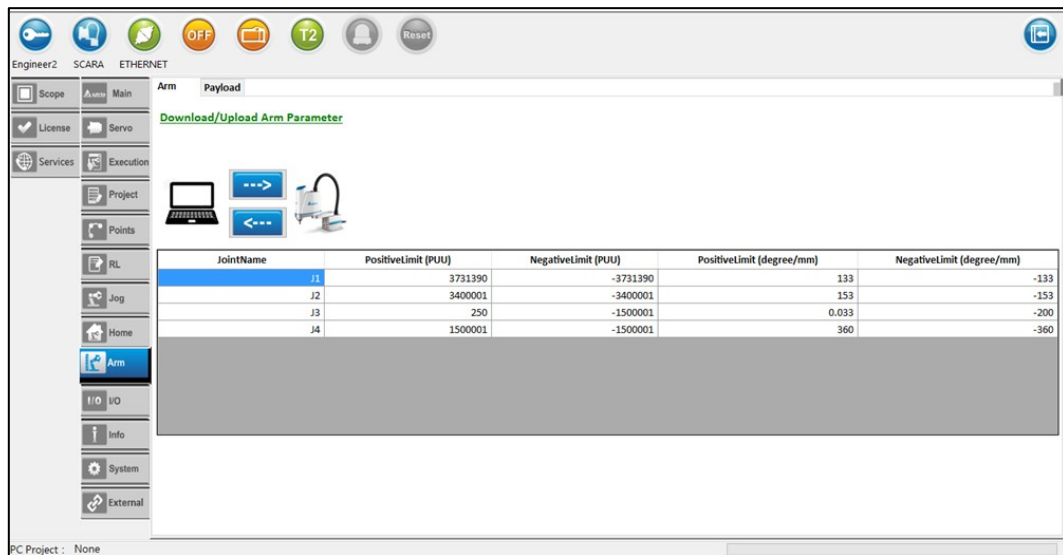 OFF T2 Reset
Engineer2 SCARA ETHERNET
Scope
License
Services
Main
Servo
Execution
Project
Points
RL
Jog
Home
Arm
I/O I/O
Info
System
External
Arm Payload
Download/Upload Arm Parameter
--->
<---
JointName PositiveLimit (PUU) NegativeLimit (PUU) PositiveLimit (degree/mm) NegativeLimit (degree/mm)
J1 3731390 -3731390 133 -133
J2 3400001 -3400001 153 -153
J3 250 -1500001 0.033 -200
J4 1500001 -1500001 360 -360
PC Project : None